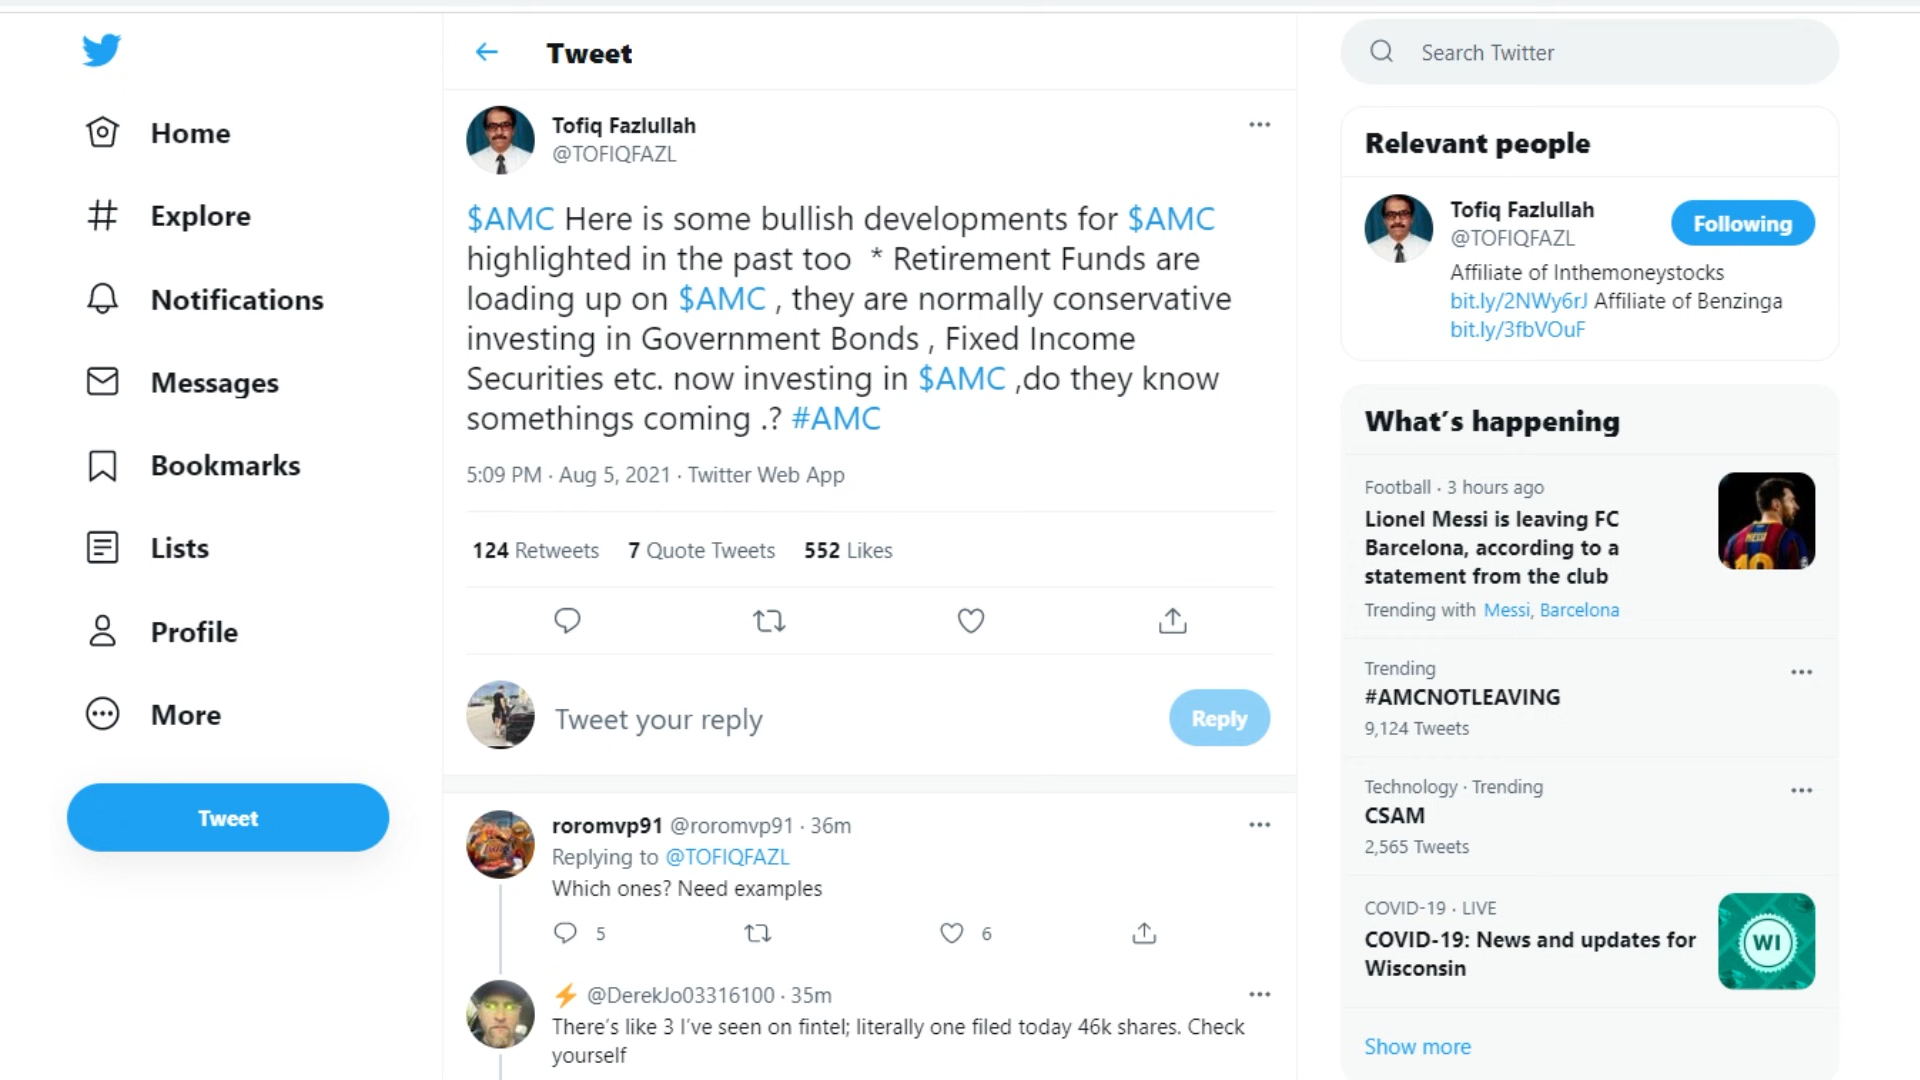 Home
Explore
Notifications
Messages
Bookmarks
Lists
Profile
More
Tweet
Tweet
Tofiq Fazlullah
@TOFIQFAZL
$AMC Here is some bullish developments for $AMC
highlighted in the past too * Retirement Funds are
loading up on $AMC , they are normally conservative
investing in Government Bonds , Fixed Income
Securities etc. now investing in $AMC ,do they know
somethings coming .? #AMC
5:09 PM · Aug 5, 2021 · Twitter Web App
124 Retweets 7 Quote Tweets 552 Likes
Tweet your reply
Reply
roromvp91 @roromvp91 · 36m
Replying to @TOFIQFAZL
Which ones? Need examples
5 6
⚡ @DerekJo03316100 · 35m
There's like 3 I've seen on fintel; literally one filed today 46k shares. Check
yourself
Search Twitter
Relevant people
Tofiq Fazlullah
@TOFIQFAZL
Following
Affiliate of Inthemoneystocks
bit.ly/2NWy6rJ Affiliate of Benzinga
bit.ly/3fbVOuF
What's happening
Football · 3 hours ago
Lionel Messi is leaving FC
Barcelona, according to a
statement from the club
Trending with Messi, Barcelona
MESSI
10
Trending
#AMCNOTLEAVING
9,124 Tweets
Technology · Trending
CSAM
2,565 Tweets
COVID-19 · LIVE
COVID-19: News and updates for
Wisconsin
WI
Show more